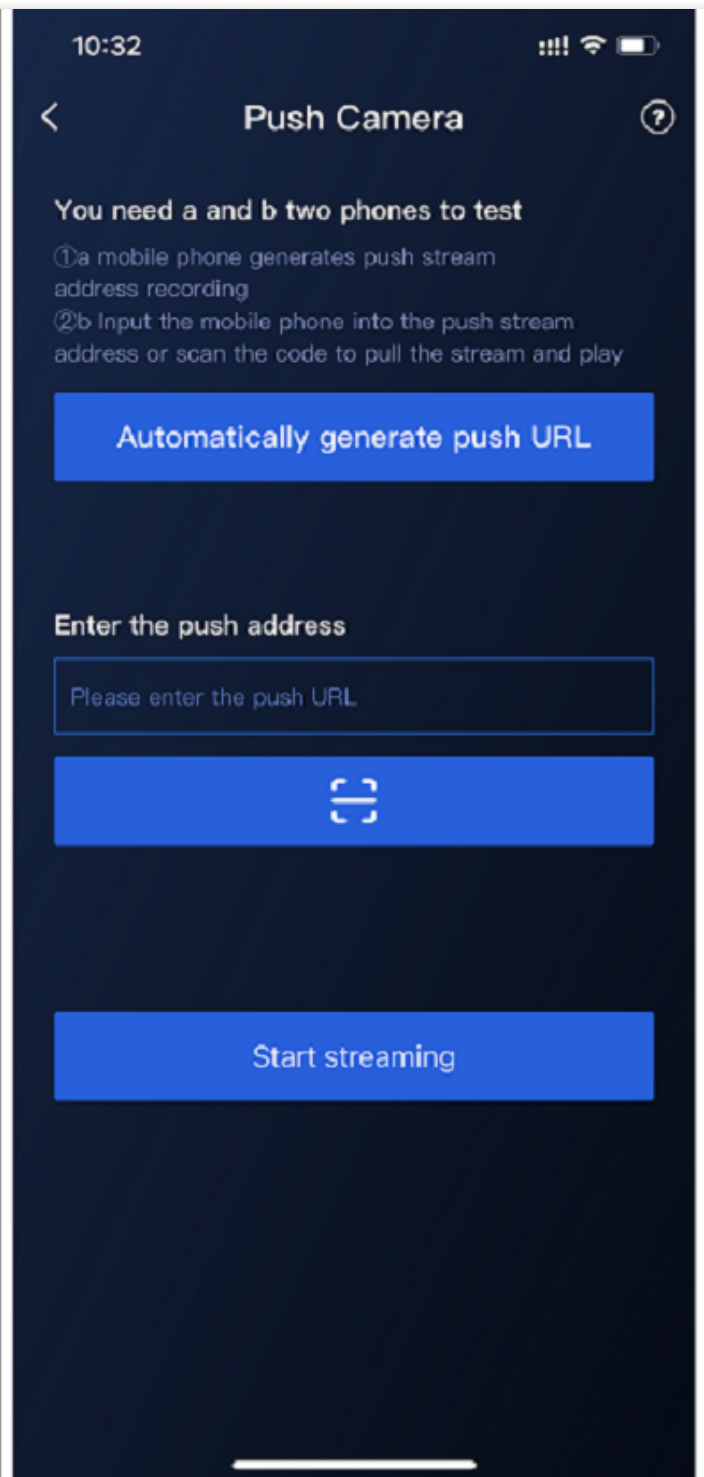 10:32
Push Camera
You need a and b two phones to test
①a mobile phone generates push stream
address recording
②b Input the mobile phone into the push stream
address or scan the code to pull the stream and play
Automatically generate push URL
Enter the push address
Please enter the push URL
Start streaming